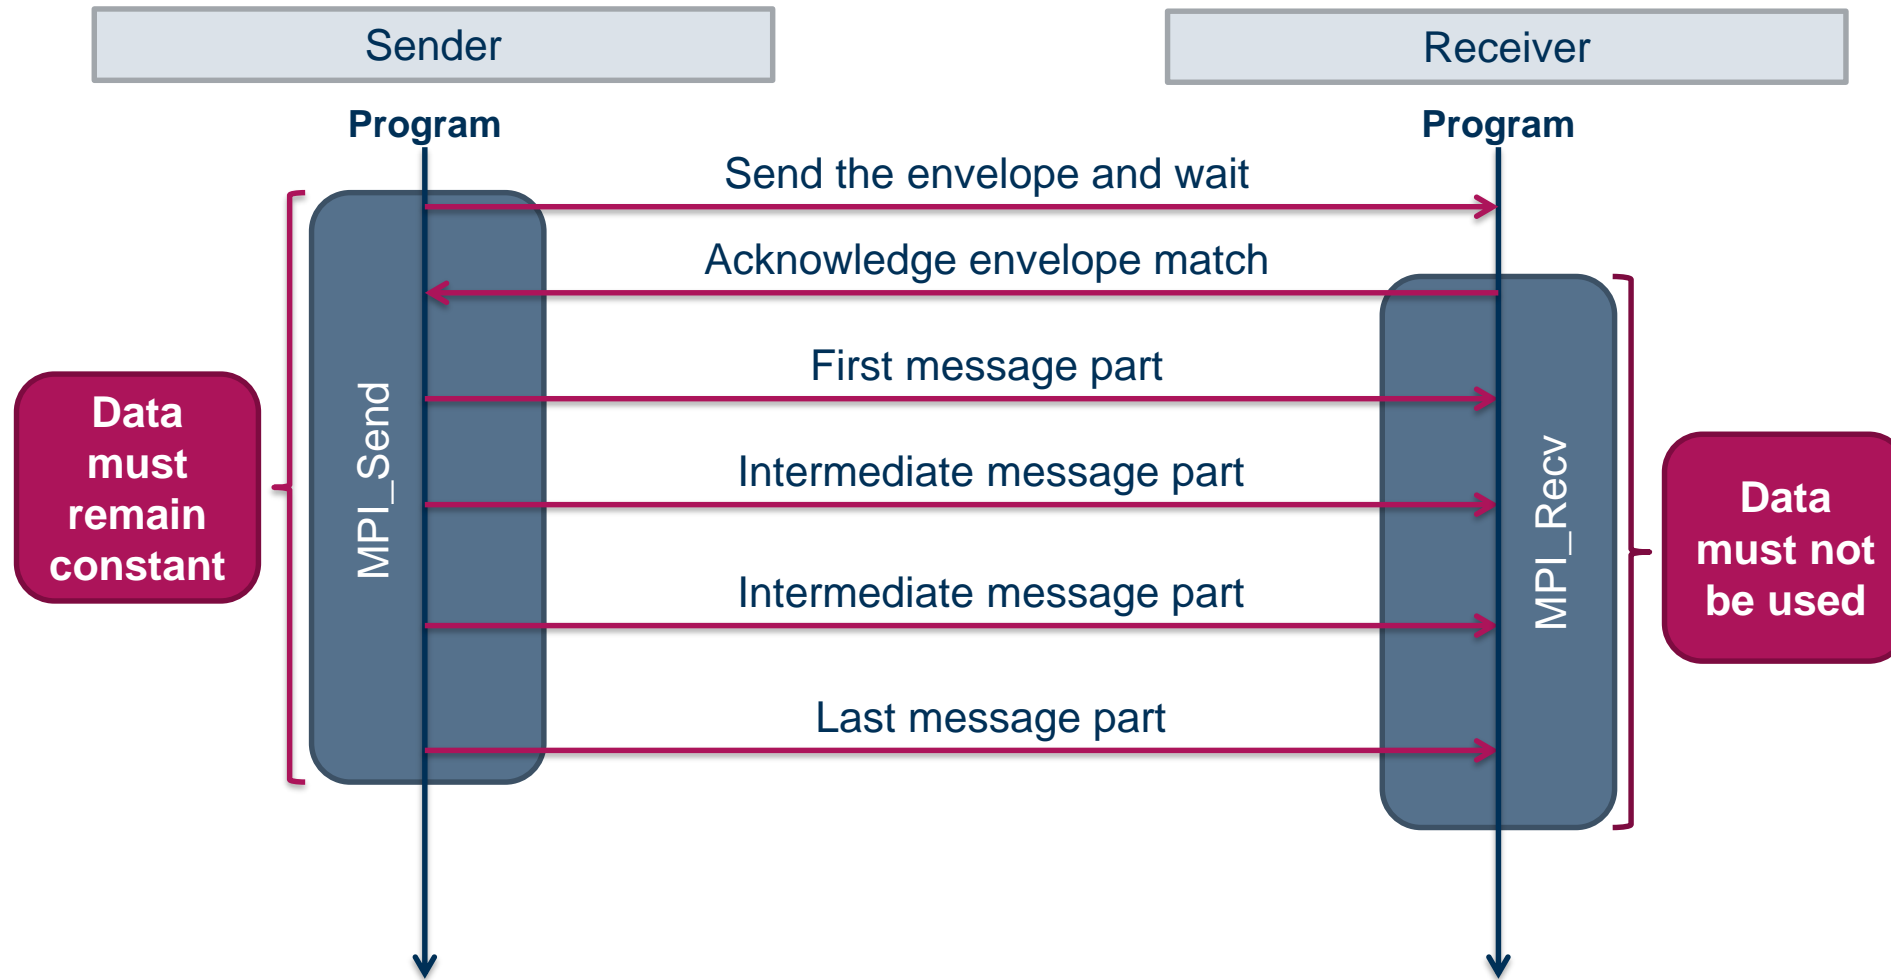 Sender
Receiver
Program
Program
Send the envelope and wait
Acknowledge envelope match
First message part
Intermediate message part
Intermediate message part
Last message part
MPI_Send
MPI_Recv
Data
must
remain
constant
Data
must not
be used